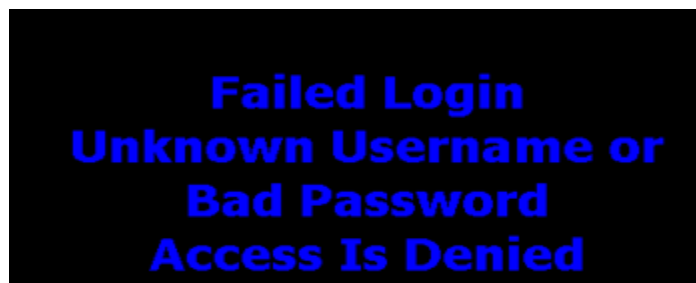 Failed Login
Unknown Username or
Bad Password
Access Is Denied